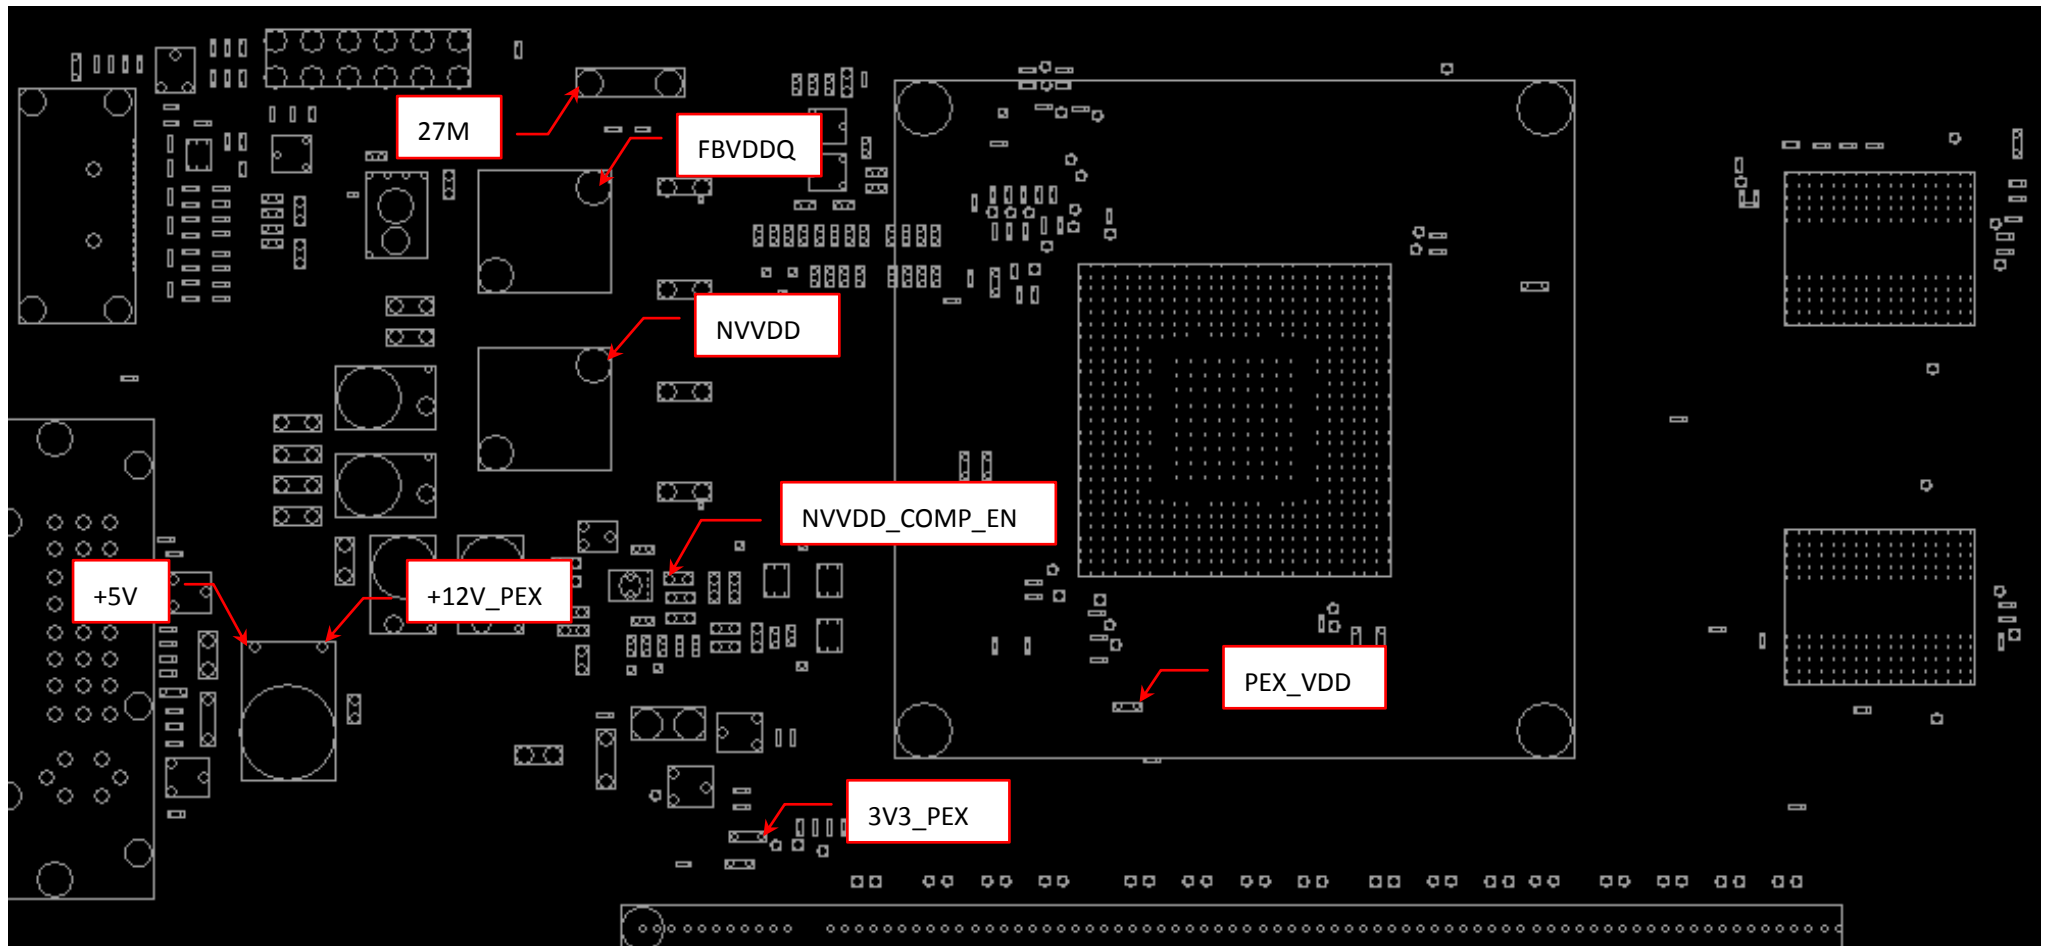 27M
FBVDDQ
NVVDD
NVVDD_COMP_EN
+5V
+12V_PEX
PEX_VDD
3V3_PEX